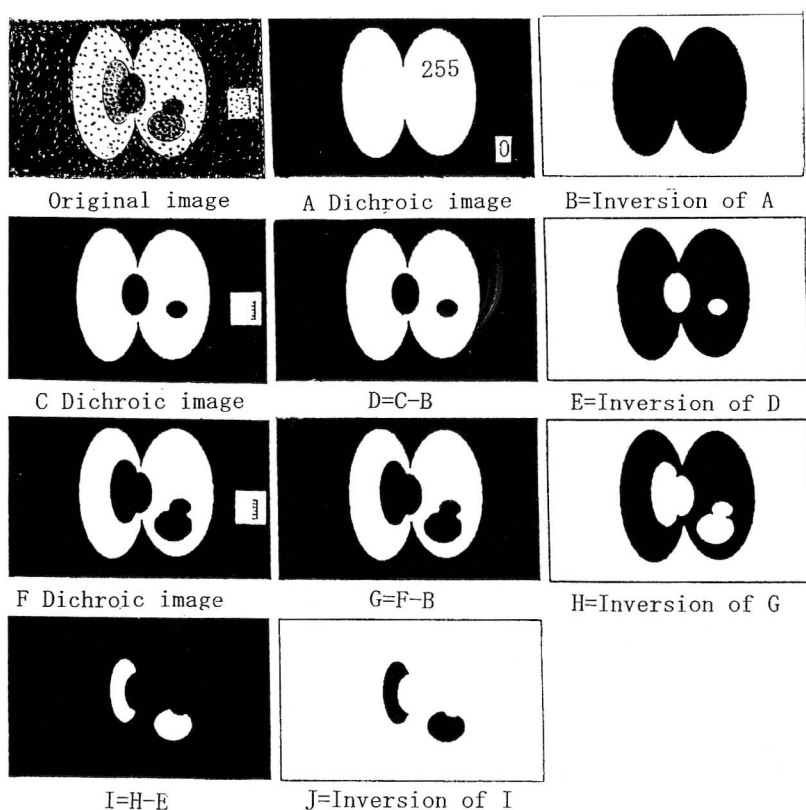 255
0
Original image
A Dichroic image
B=Inversion of A
C Dichroic image
D=C-B
E=Inversion of D
F Dichroic image
G=F-B
H=Inversion of G
I=H-E
J=Inversion of I